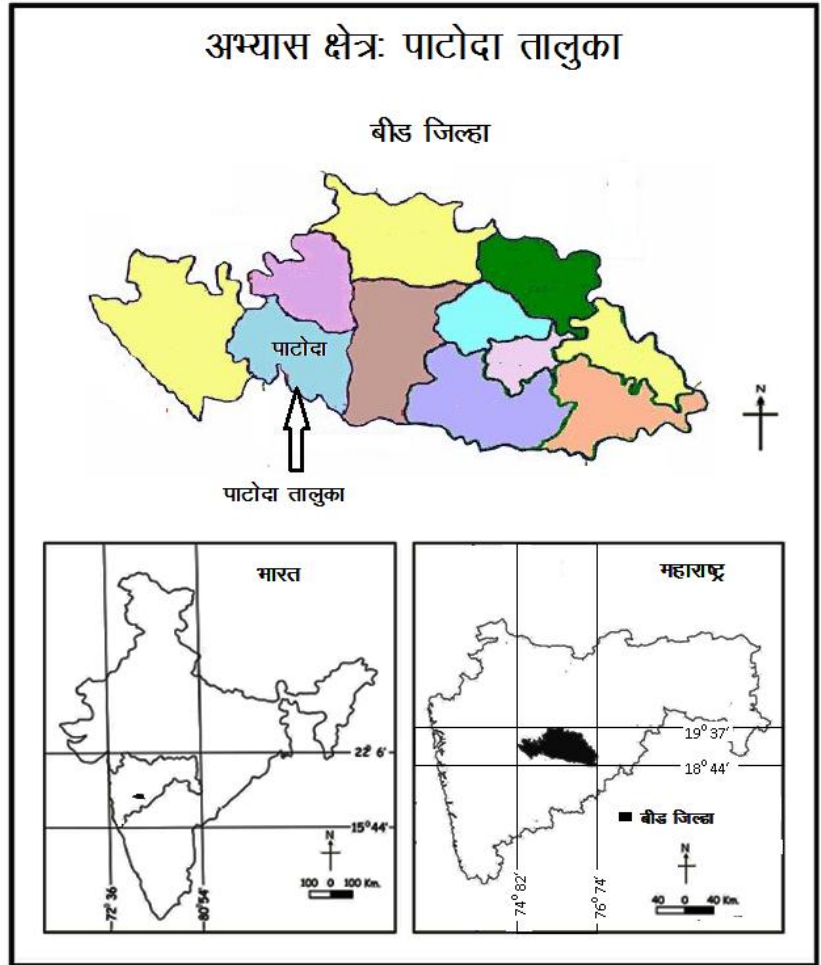 अभ्यास क्षेत्रः पाटोदा तालुका
बीड जिल्हा
पाटोदा
N
पाटोदा तालुका
भारत
22° 6'
15° 44'
N
100 0 100 Km.
72° 36
80° 54'
महाराष्ट्र
19° 37'
18° 44'
बीड जिल्हा
N
40 0 40 Km.
74° 82'
76° 74'